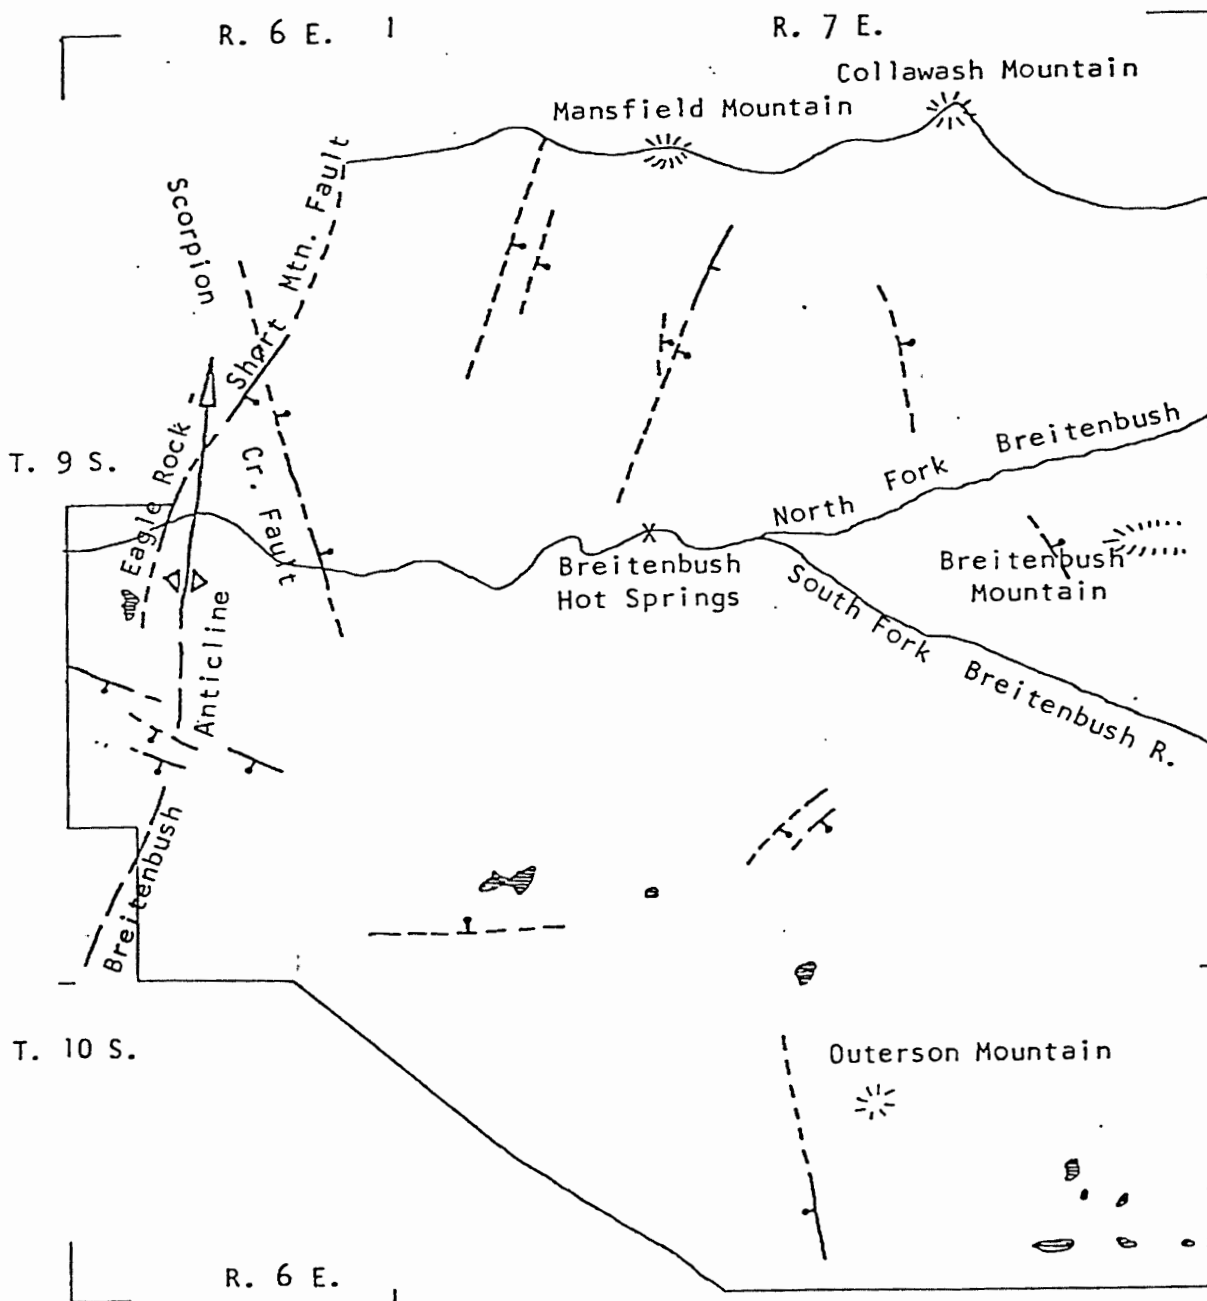 R. 6 E.
R. 7 E.
Collawash Mountain
Mansfield Mountain
Scorpion
Short Mtn. Fault
T. 9 S.
Eagle Rock
Cr. Fault
North Fork Breitenbush
Breitenbush
Hot Springs
South Fork Breitenbush R.
Breitenbush
Mountain
Anticline
Breitenbush
T. 10 S.
Outerson Mountain
R. 6 E.
X